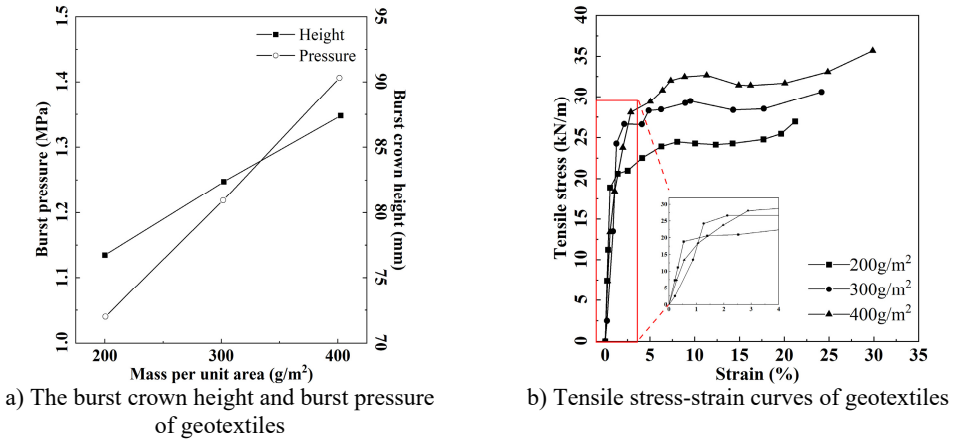 a)
1.5
1.4
1.3
1.2
1.1
1.0
Burst pressure (MPa)
95
90
85
80
75
70
Burst crown height
(mm)
Height
Pressure
200
300
400
Mass per unit area (g/m²)
a) The burst crown height and burst pressure
of geotextiles
b)
40
35
30
25
20
15
10
5
0
Tensile stress (kN/m)
30
25
20
15
10
5
0
0 1 2 3 4
200g/m²
300g/m²
400g/m²
0 5 10 15 20 25 30 35
Strain (%)
b) Tensile stress-strain curves of geotextiles